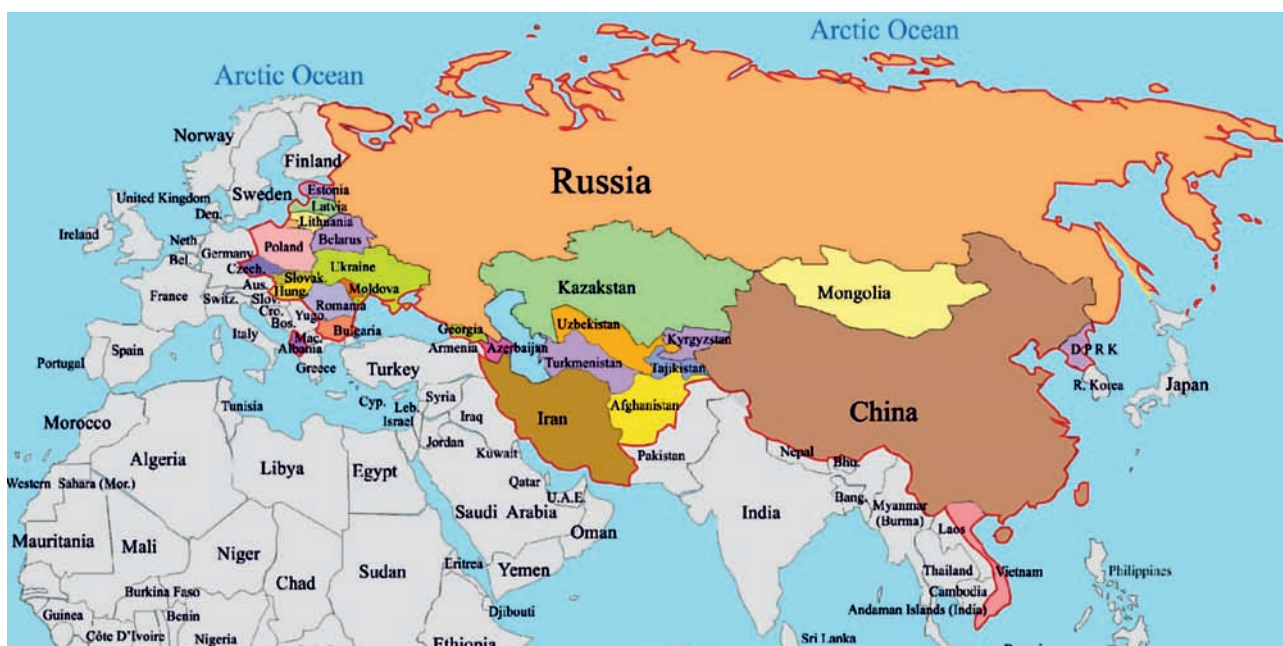 Arctic Ocean
Arctic Ocean
Norway
Finland
Russia
United Kingdom
Sweden
Estonia
Latvia
Den.
Lithuania
Ireland
Neth
Poland
Belarus
Bel.
Germany
Czech.
Ukraine
Slovak.
Aus.
Hung.
Moldova
Kazakstan
Mongolia
France
Switz.
Slov.
Cro.
Romania
Yugo.
Bos.
Uzbekistan
Italy
Bulgaria
Georgia
Kyrgyzstan
Mac.
Albania
Armenia
Azerbaijan
D P R K
Portugal
Spain
Greece
Turkey
Turkmenistan
Tajikistan
R. Korea
Japan
Tunisia
Cyp.
Leb.
Syria
Israel
Iraq
Iran
Afghanistan
China
Morocco
Jordan
Kuwait
Pakistan
Nepal
Bhu.
Algeria
Libya
Egypt
Qatar
U.A.E.
Western Sahara (Mor.)
Saudi Arabia
India
Bang.
Myanmar
(Burma)
Laos
Oman
Mauritania
Mali
Niger
Chad
Sudan
Eritrea
Yemen
Thailand
Vietnam
Philippines
Burkina Faso
Cambodia
Guinea
Benin
Djibouti
Andaman Islands (India)
Côte D'Ivoire
Nigeria
Ethiopia
Sri Lanka